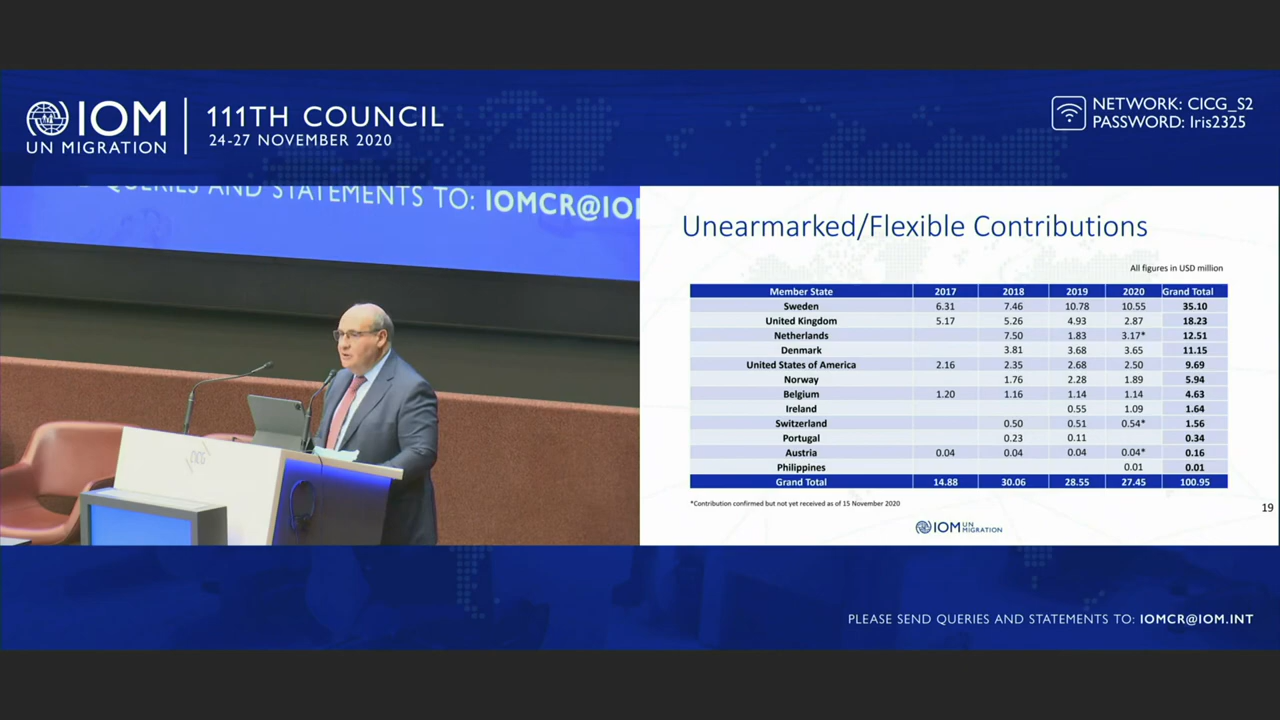 IOM
UN MIGRATION
111TH COUNCIL
24-27 NOVEMBER 2020
NETWORK: CICG_S2
PASSWORD: Iris2325
QUERIES AND STATEMENTS TO: IOMCR@IO
CICG
Unearmarked/Flexible Contributions
All figures in USD million
Member State 2017 2018 2019 2020 Grand Total
Sweden 6.31 7.46 10.78 10.55 35.10
United Kingdom 5.17 5.26 4.93 2.87 18.23
Netherlands 7.50 1.83 3.17* 12.51
Denmark 3.81 3.68 3.65 11.15
United States of America 2.16 2.35 2.68 2.50 9.69
Norway 1.76 2.28 1.89 5.94
Belgium 1.20 1.16 1.14 1.14 4.63
Ireland 0.55 1.09 1.64
Switzerland 0.50 0.51 0.54* 1.56
Portugal 0.23 0.11 0.34
Austria 0.04 0.04 0.04 0.04* 0.16
Philippines 0.01 0.01
Grand Total 14.88 30.06 28.55 27.45 100.95
*Contribution confirmed but not yet received as of 15 November 2020
19
IOM UN MIGRATION
PLEASE SEND QUERIES AND STATEMENTS TO: IOMCR@IOM.INT